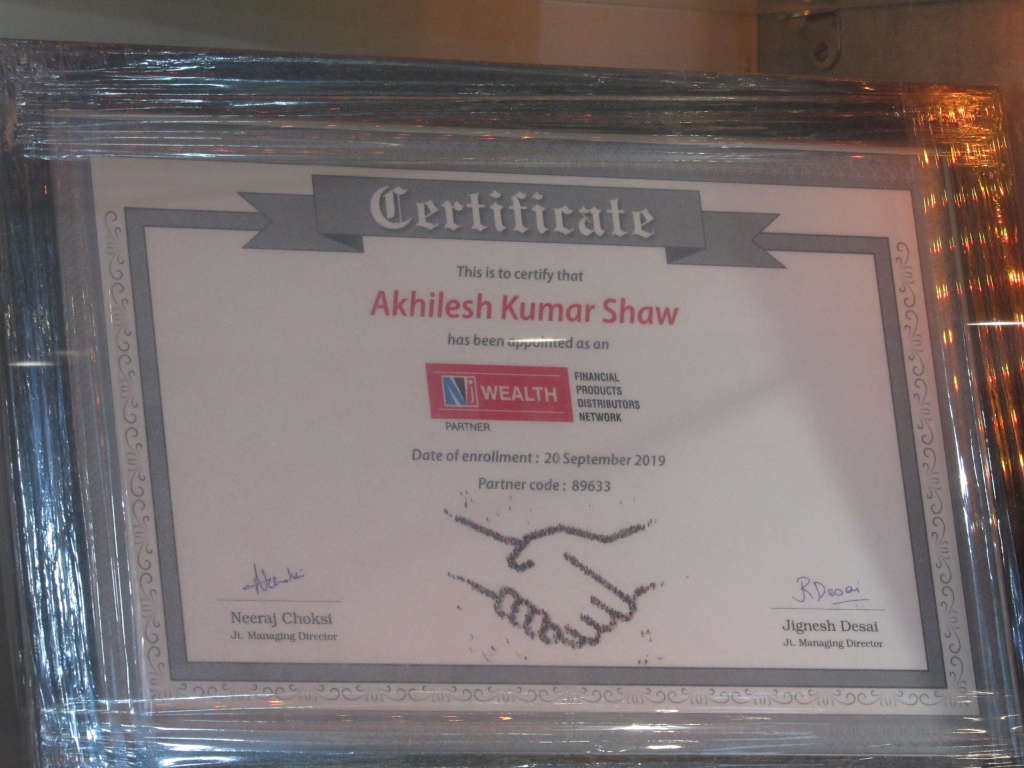 Certificate
This is to certify that
Akhilesh Kumar Shaw
has been appointed as an
NJ WEALTH
FINANCIAL
PRODUCTS
DISTRIBUTORS
NETWORK
PARTNER
Date of enrollment : 20 September 2019
Partner code : 89633
RDesai
Neeraj Choksi
Jt. Managing Director
Jignesh Desai
Jt. Managing Director